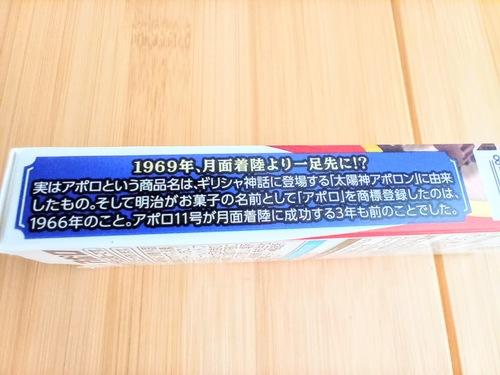 1969年、月面着陸より一足先に!?
実はアポロという商品名は、ギリシャ神話に登場する「太陽神アポロン」に由来
したもの。そして明治がお菓子の名前として「アポロ」を商標登録したのは、
1966年のこと。アポロ11号が月面着陸に成功する3年も前のことでした。